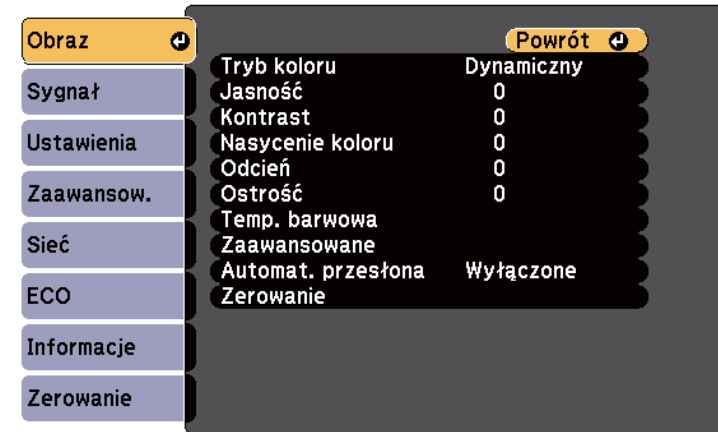 Obraz
Sygnał
Ustawienia
Zaawansow.
Sieć
ECO
Informacje
Zerowanie
Powrót
Tryb koloru Dynamiczny
Jasność 0
Kontrast 0
Nasycenie koloru 0
Odcień 0
Ostrość 0
Temp. barwowa
Zaawansowane
Automat. przesłona Wyłączone
Zerowanie